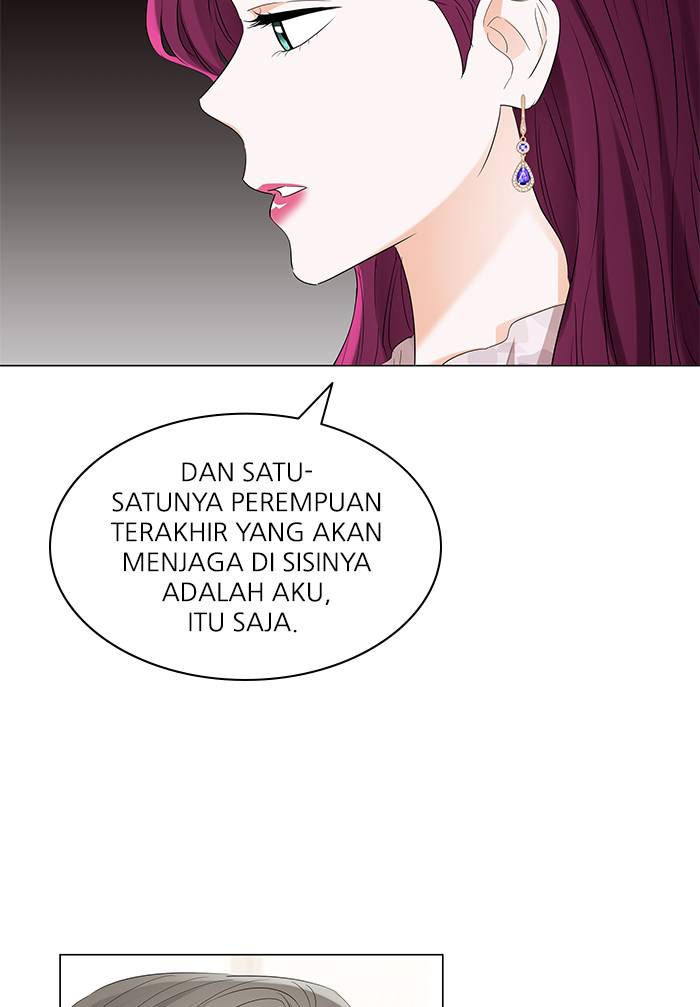 DAN SATU-
SATUNYA PEREMPUAN
TERAKHIR YANG AKAN
MENJAGA DI SISINYA
ADALAH AKU,
ITU SAJA.